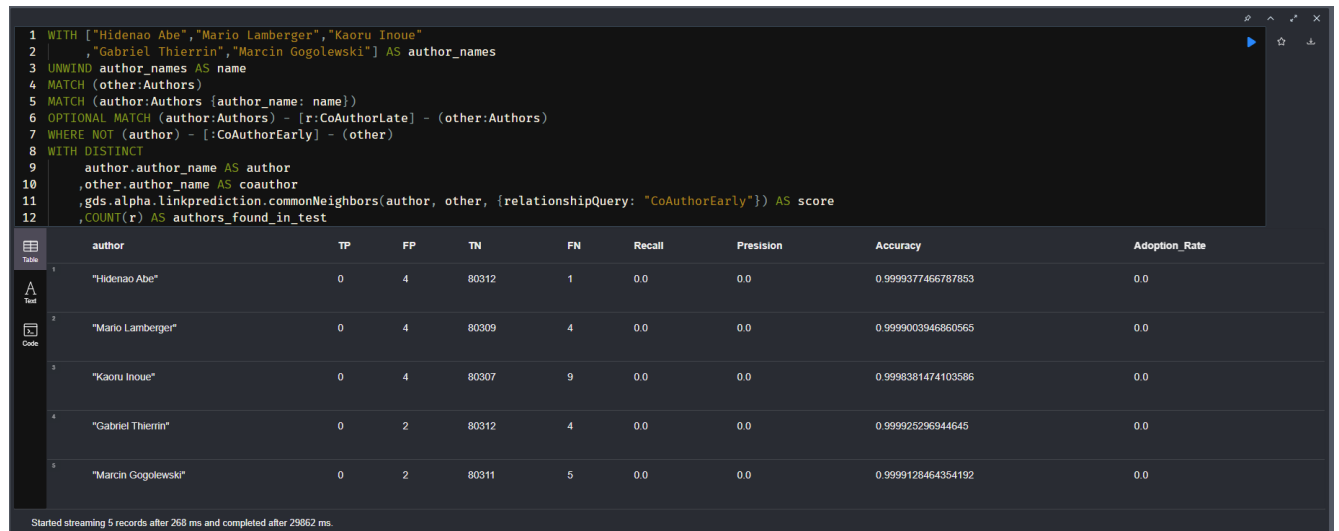 1 WITH ["Hidenao Abe","Mario Lamberger","Kaoru Inoue"
2 ,"Gabriel Thierrin","Marcin Gogolewski"] AS author_names
3 UNWIND author_names AS name
4 MATCH (other:Authors)
5 MATCH (author:Authors {author_name: name})
6 OPTIONAL MATCH (author:Authors) - [r:CoAuthorLate] - (other:Authors)
7 WHERE NOT (author) - [:CoAuthorEarly] - (other)
8 WITH DISTINCT
9 author.author_name AS author
10 ,other.author_name AS coauthor
11 ,gds.alpha.linkprediction.commonNeighbors(author, other, {relationshipQuery: "CoAuthorEarly"}) AS score
12 ,COUNT(r) AS authors_found_in_test
Table
A
Text
Code
author TP FP TN FN Recall Presision Accuracy Adoption_Rate
1 "Hidenao Abe" 0 4 80312 1 0.0 0.0 0.9999377466787853 0.0
2 "Mario Lamberger" 0 4 80309 4 0.0 0.0 0.9999003946860565 0.0
3 "Kaoru Inoue" 0 4 80307 9 0.0 0.0 0.9998381474103586 0.0
4 "Gabriel Thierrin" 0 2 80312 4 0.0 0.0 0.999925296944645 0.0
5 "Marcin Gogolewski" 0 2 80311 5 0.0 0.0 0.9999128464354192 0.0
Started streaming 5 records after 268 ms and completed after 29862 ms.